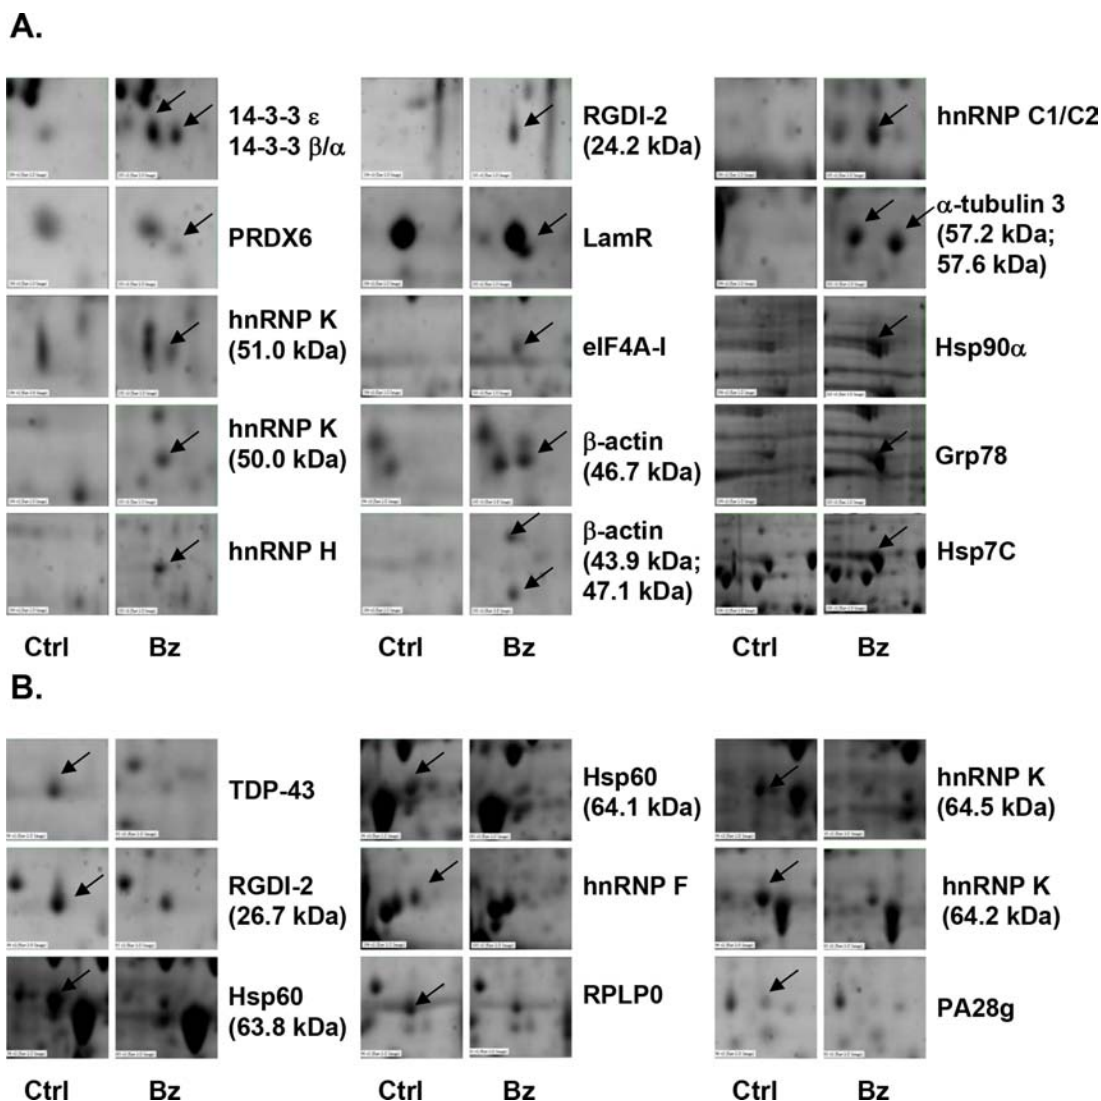 A.
14-3-3 ε
14-3-3 β/α
RGDI-2
(24.2 kDa)
hnRNP C1/C2
PRDX6
LamR
α-tubulin 3
(57.2 kDa;
57.6 kDa)
hnRNP K
(51.0 kDa)
eIF4A-I
Hsp90α
hnRNP K
(50.0 kDa)
β-actin
(46.7 kDa)
Grp78
hnRNP H
β-actin
(43.9 kDa;
47.1 kDa)
Hsp7C
Ctrl Bz Ctrl Bz Ctrl Bz
B.
TDP-43
Hsp60
(64.1 kDa)
hnRNP K
(64.5 kDa)
RGDI-2
(26.7 kDa)
hnRNP F
hnRNP K
(64.2 kDa)
Hsp60
(63.8 kDa)
RPLP0
PA28g
Ctrl Bz Ctrl Bz Ctrl Bz